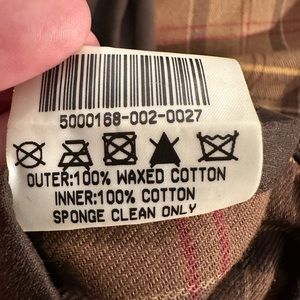 5000168-002-0027
OUTER:100% WAXED COTTON
INNER:100% COTTON
SPONGE CLEAN ONLY